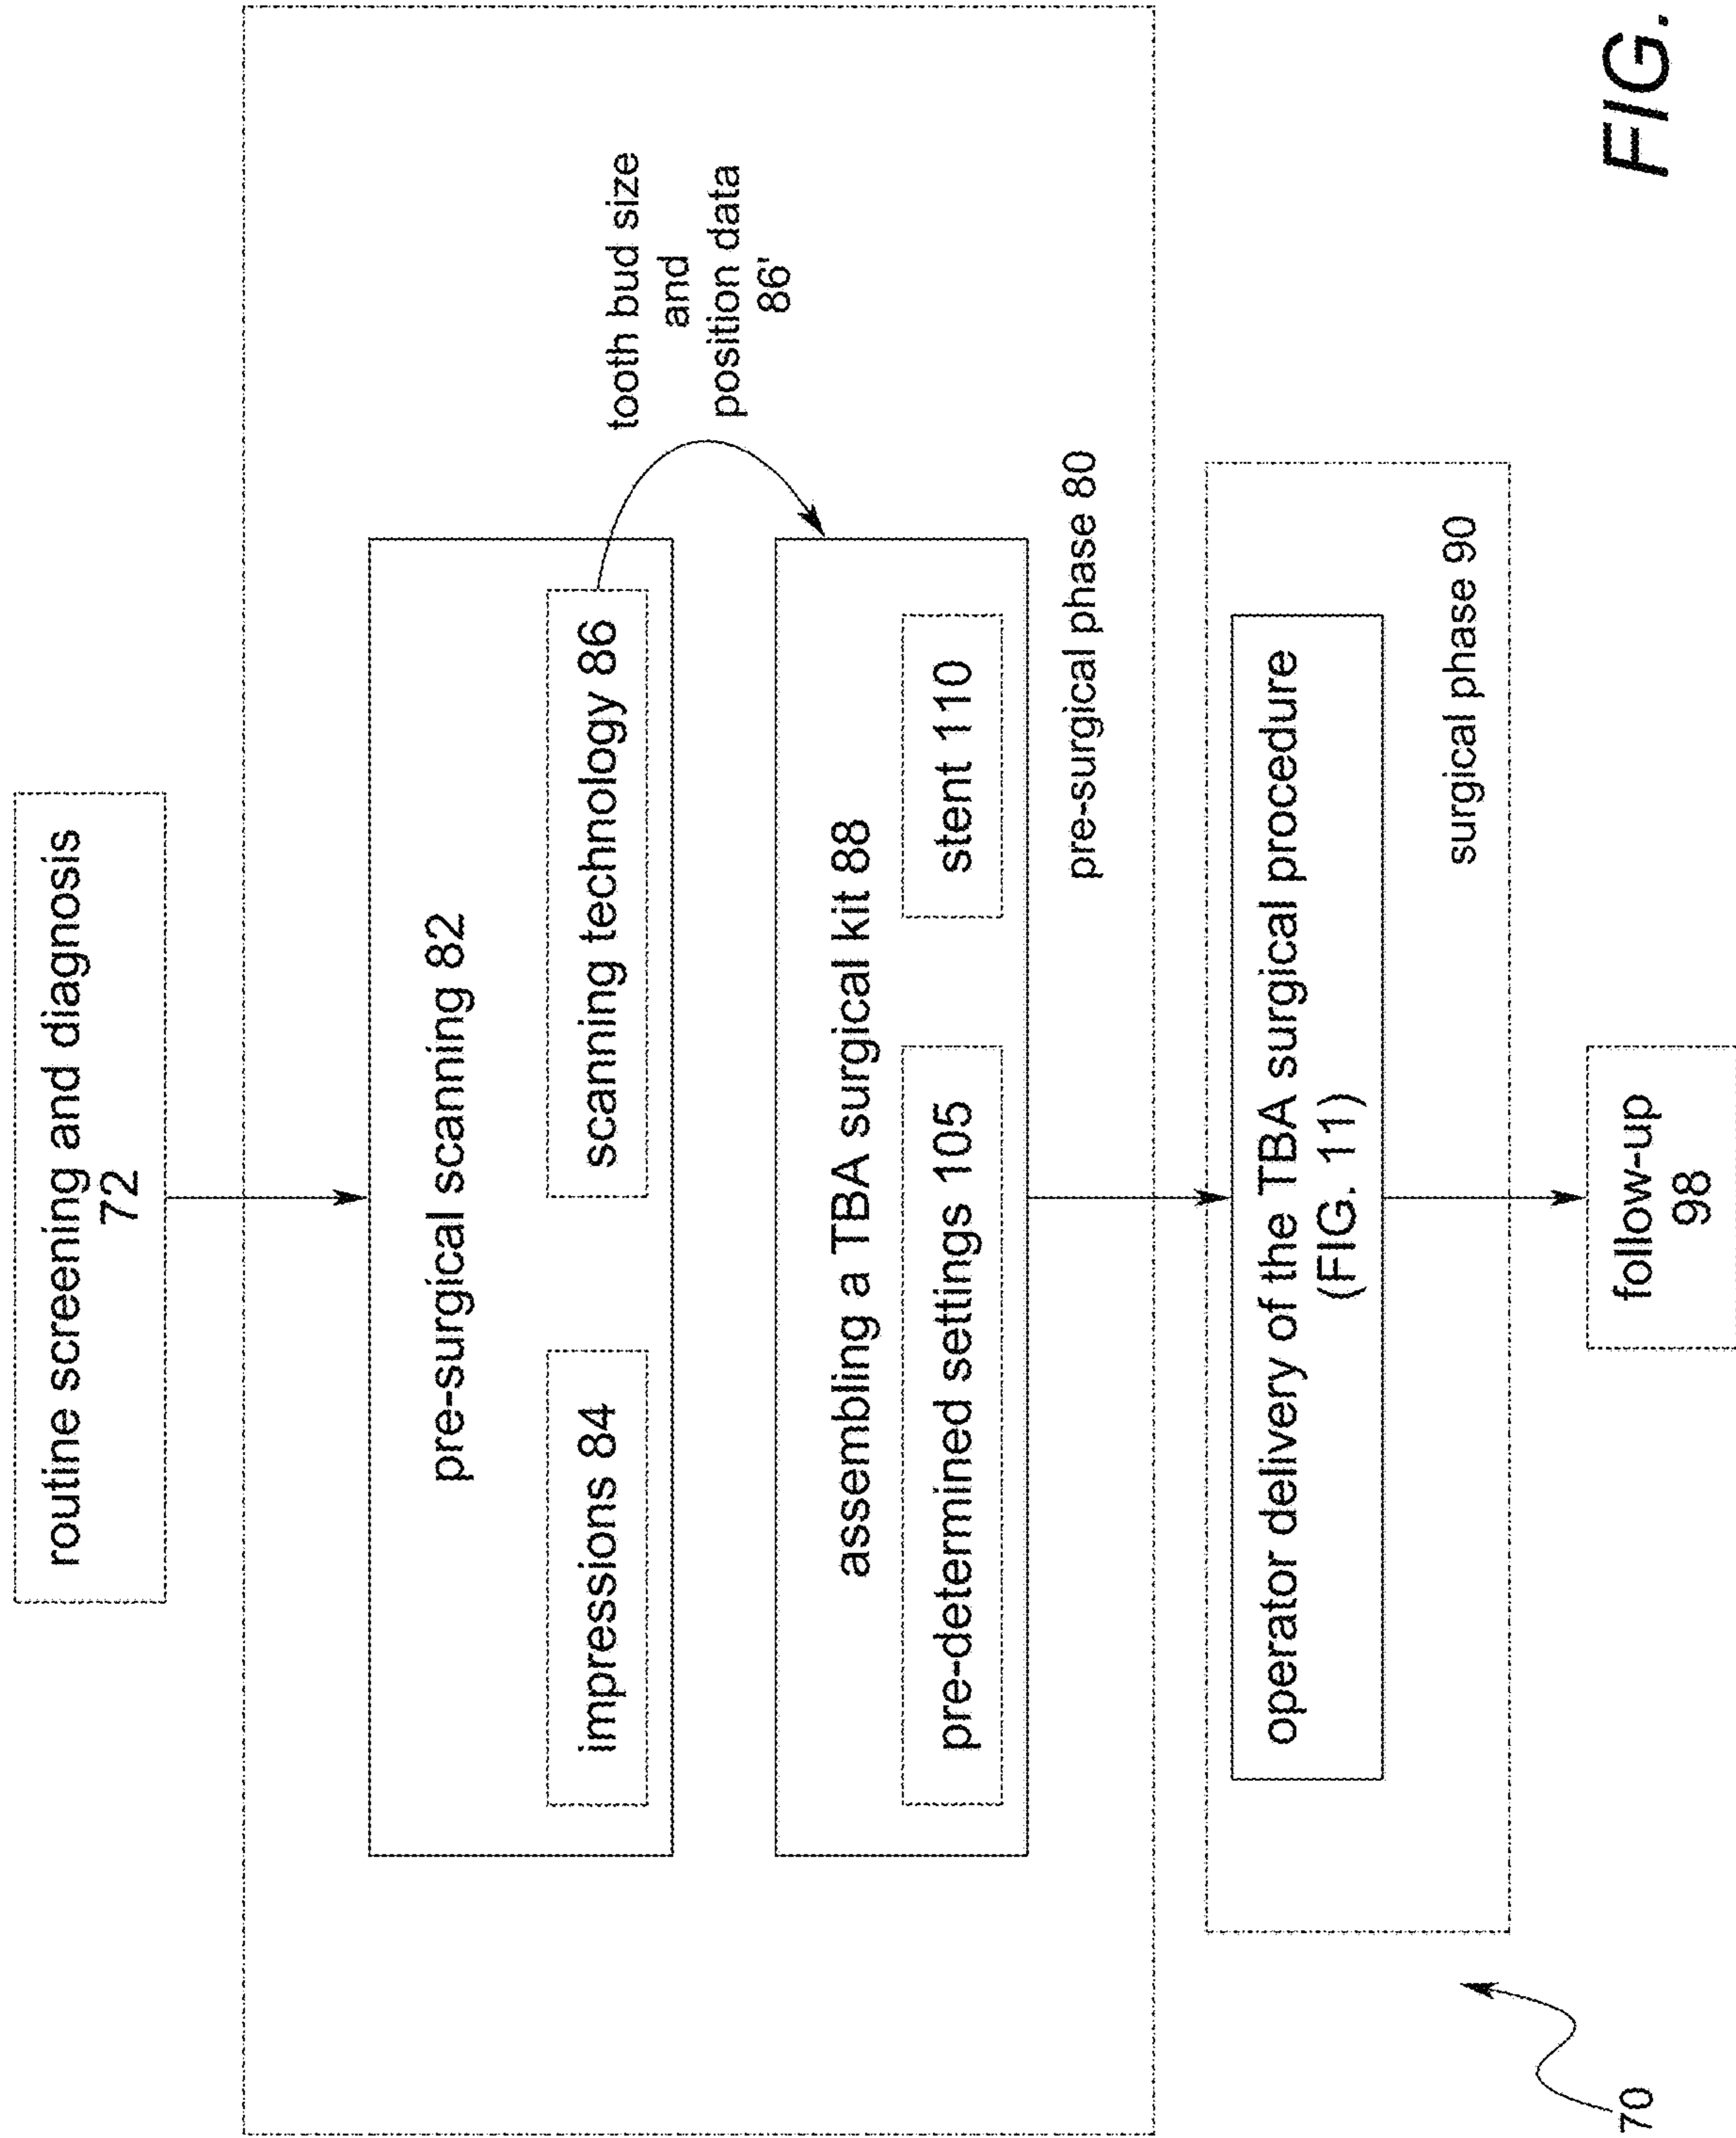 routine screening and diagnosis
72
pre-surgical scanning 82
impressions 84
scanning technology 86
tooth bud size
and
position data
86'
assembling a TBA surgical kit 88
pre-determined settings 105
stent 110
pre-surgical phase 80
operator delivery of the TBA surgical procedure
(FIG. 11)
surgical phase 90
follow-up
98
70
FIG.